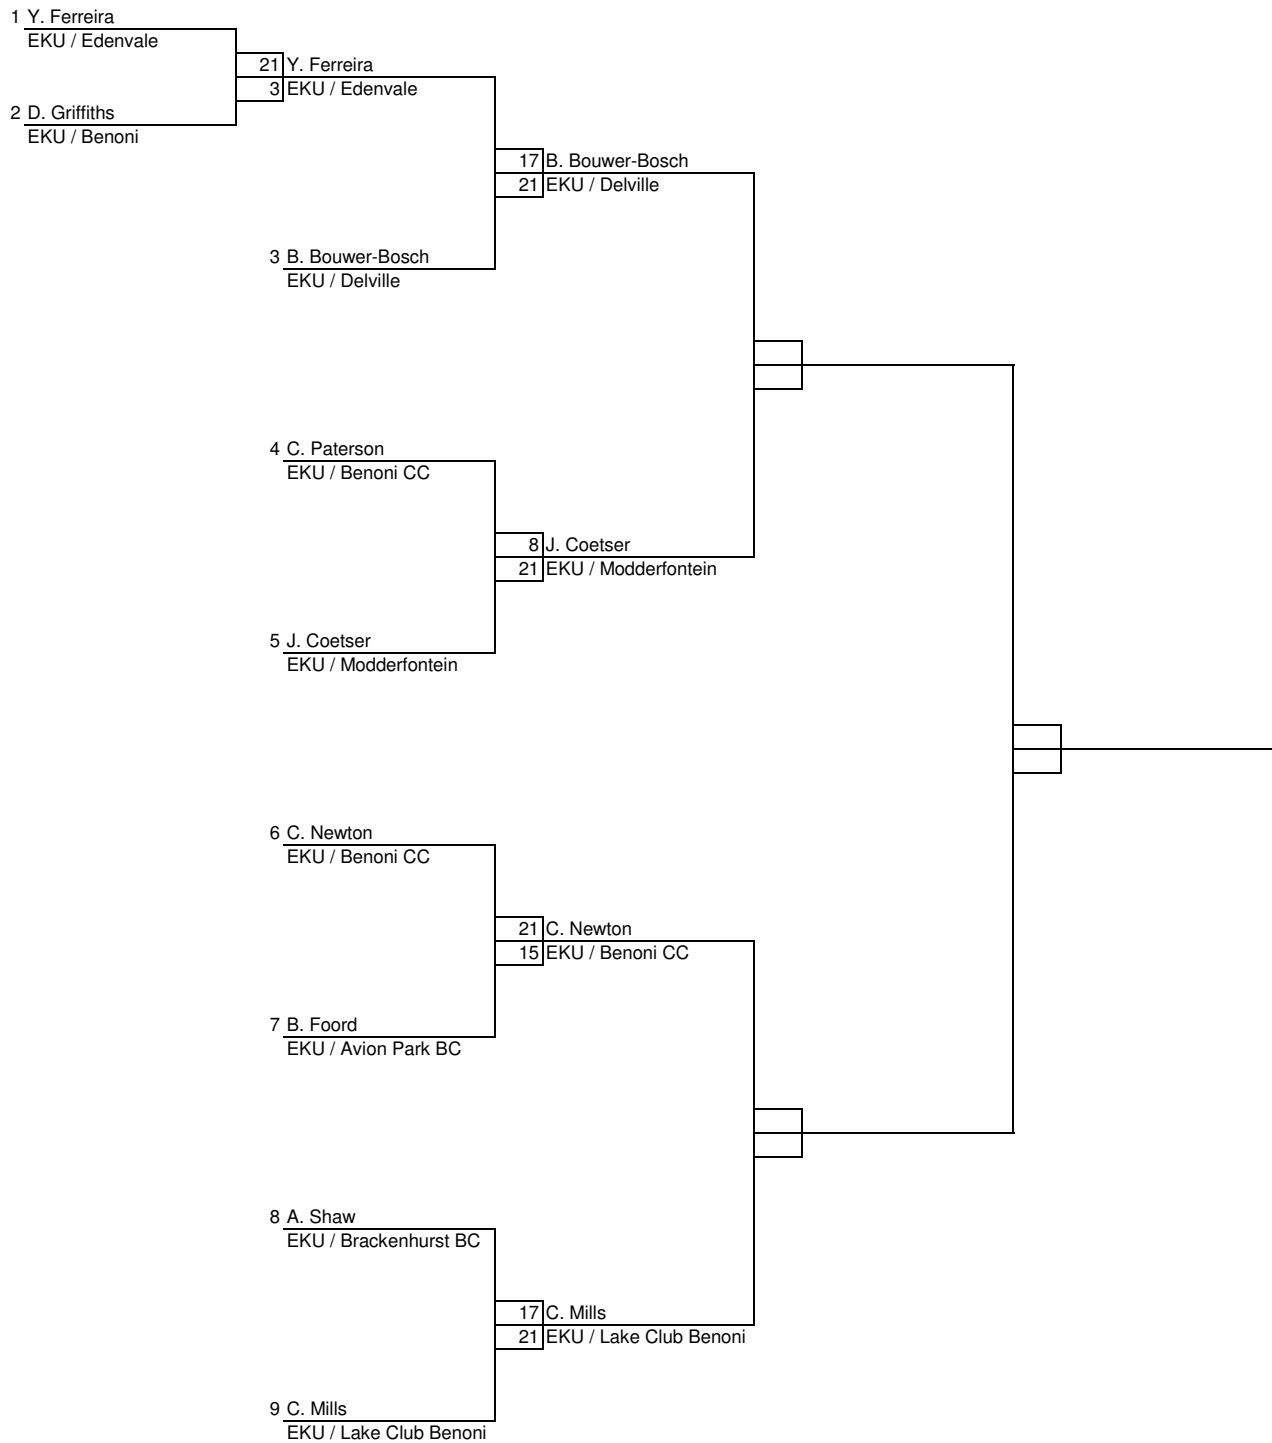 1 Y. Ferreira
EKU / Edenvale
21 Y. Ferreira
3 EKU / Edenvale
2 D. Griffiths
EKU / Benoni
17 B. Bouwer-Bosch
21 EKU / Delville
3 B. Bouwer-Bosch
EKU / Delville
4 C. Paterson
EKU / Benoni CC
8 J. Coetser
21 EKU / Modderfontein
5 J. Coetser
EKU / Modderfontein
6 C. Newton
EKU / Benoni CC
21 C. Newton
15 EKU / Benoni CC
7 B. Foord
EKU / Avion Park BC
8 A. Shaw
EKU / Brackenhurst BC
17 C. Mills
21 EKU / Lake Club Benoni
9 C. Mills
EKU / Lake Club Benoni